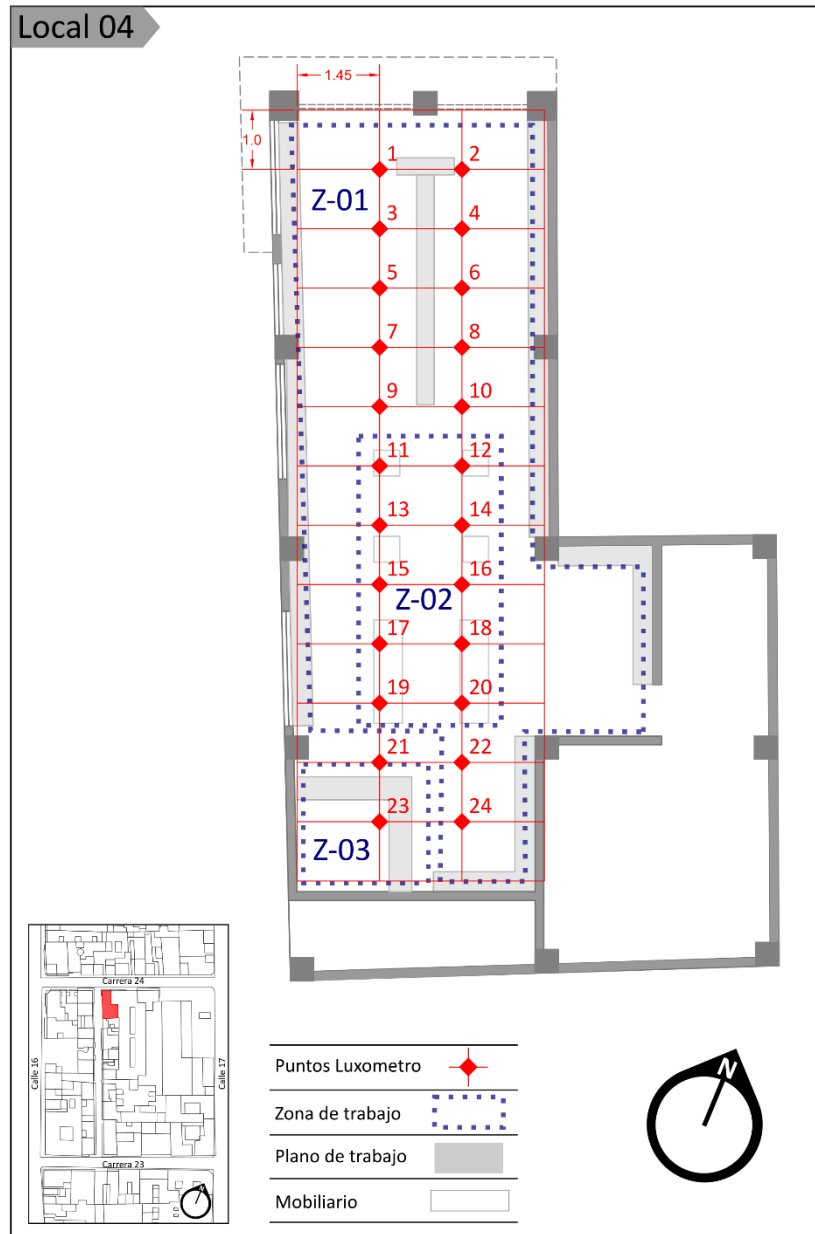 Local 04
1.45
1.0
1 2
Z-01
3 4
5 6
7 8
9 10
11 12
13 14
15 16
Z-02
17 18
19 20
21 22
23 24
Z-03
Carrera 24
Calle 16
Calle 17
Carrera 23
N
Puntos Luxometro
Zona de trabajo
Plano de trabajo
Mobiliario
N